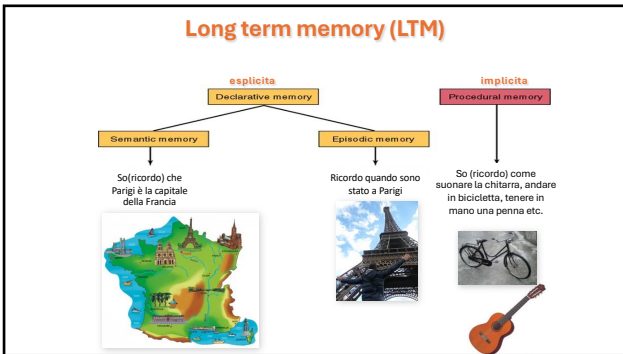 Long term memory (LTM)
esplicita
implicita
Declarative memory
Procedural memory
Semantic memory
Episodic memory
So(ricordo) che
Parigi è la capitale
della Francia
Ricordo quando sono
stato a Parigi
So (ricordo) come
suonare la chitarra, andare
in bicicletta, tenere in
mano una penna etc.